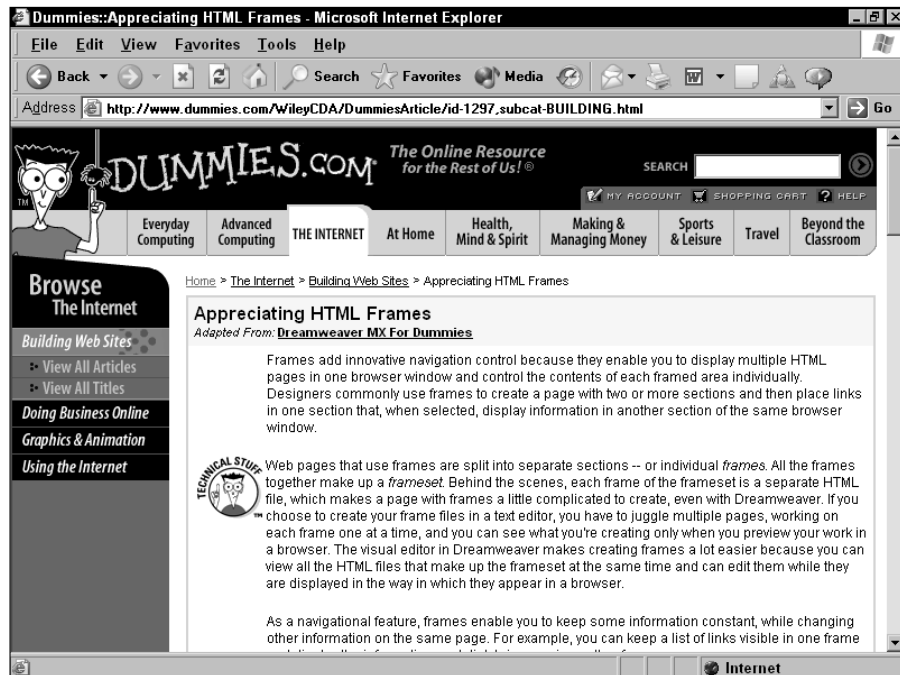 Dummies::Appreciating HTML Frames - Microsoft Internet Explorer
File Edit View Favorites Tools Help
Back Search Favorites Media
Address http://www.dummies.com/WileyCDA/DummiesArticle/id-1297,subcat-BUILDING.html Go
DUMMIES.COM
The Online Resource
for the Rest of Us! ®
SEARCH
TM
MY ACCOUNT SHOPPING CART ? HELP
Everyday Computing Advanced Computing THE INTERNET At Home Health, Mind & Spirit Making & Managing Money Sports & Leisure Travel Beyond the Classroom
Browse
The Internet
Building Web Sites
View All Articles
View All Titles
Doing Business Online
Graphics & Animation
Using the Internet
Home > The Internet > Building Web Sites > Appreciating HTML Frames
Appreciating HTML Frames
Adapted From: Dreamweaver MX For Dummies
Frames add innovative navigation control because they enable you to display multiple HTML
pages in one browser window and control the contents of each framed area individually.
Designers commonly use frames to create a page with two or more sections and then place links
in one section that, when selected, display information in another section of the same browser
window.
TECHNICAL STUFF
TM
Web pages that use frames are split into separate sections -- or individual frames. All the frames
together make up a frameset. Behind the scenes, each frame of the frameset is a separate HTML
file, which makes a page with frames a little complicated to create, even with Dreamweaver. If you
choose to create your frame files in a text editor, you have to juggle multiple pages, working on
each frame one at a time, and you can see what you're creating only when you preview your work in
a browser. The visual editor in Dreamweaver makes creating frames a lot easier because you can
view all the HTML files that make up the frameset at the same time and can edit them while they
are displayed in the way in which they appear in a browser.
As a navigational feature, frames enable you to keep some information constant, while changing
other information on the same page. For example, you can keep a list of links visible in one frame
Internet